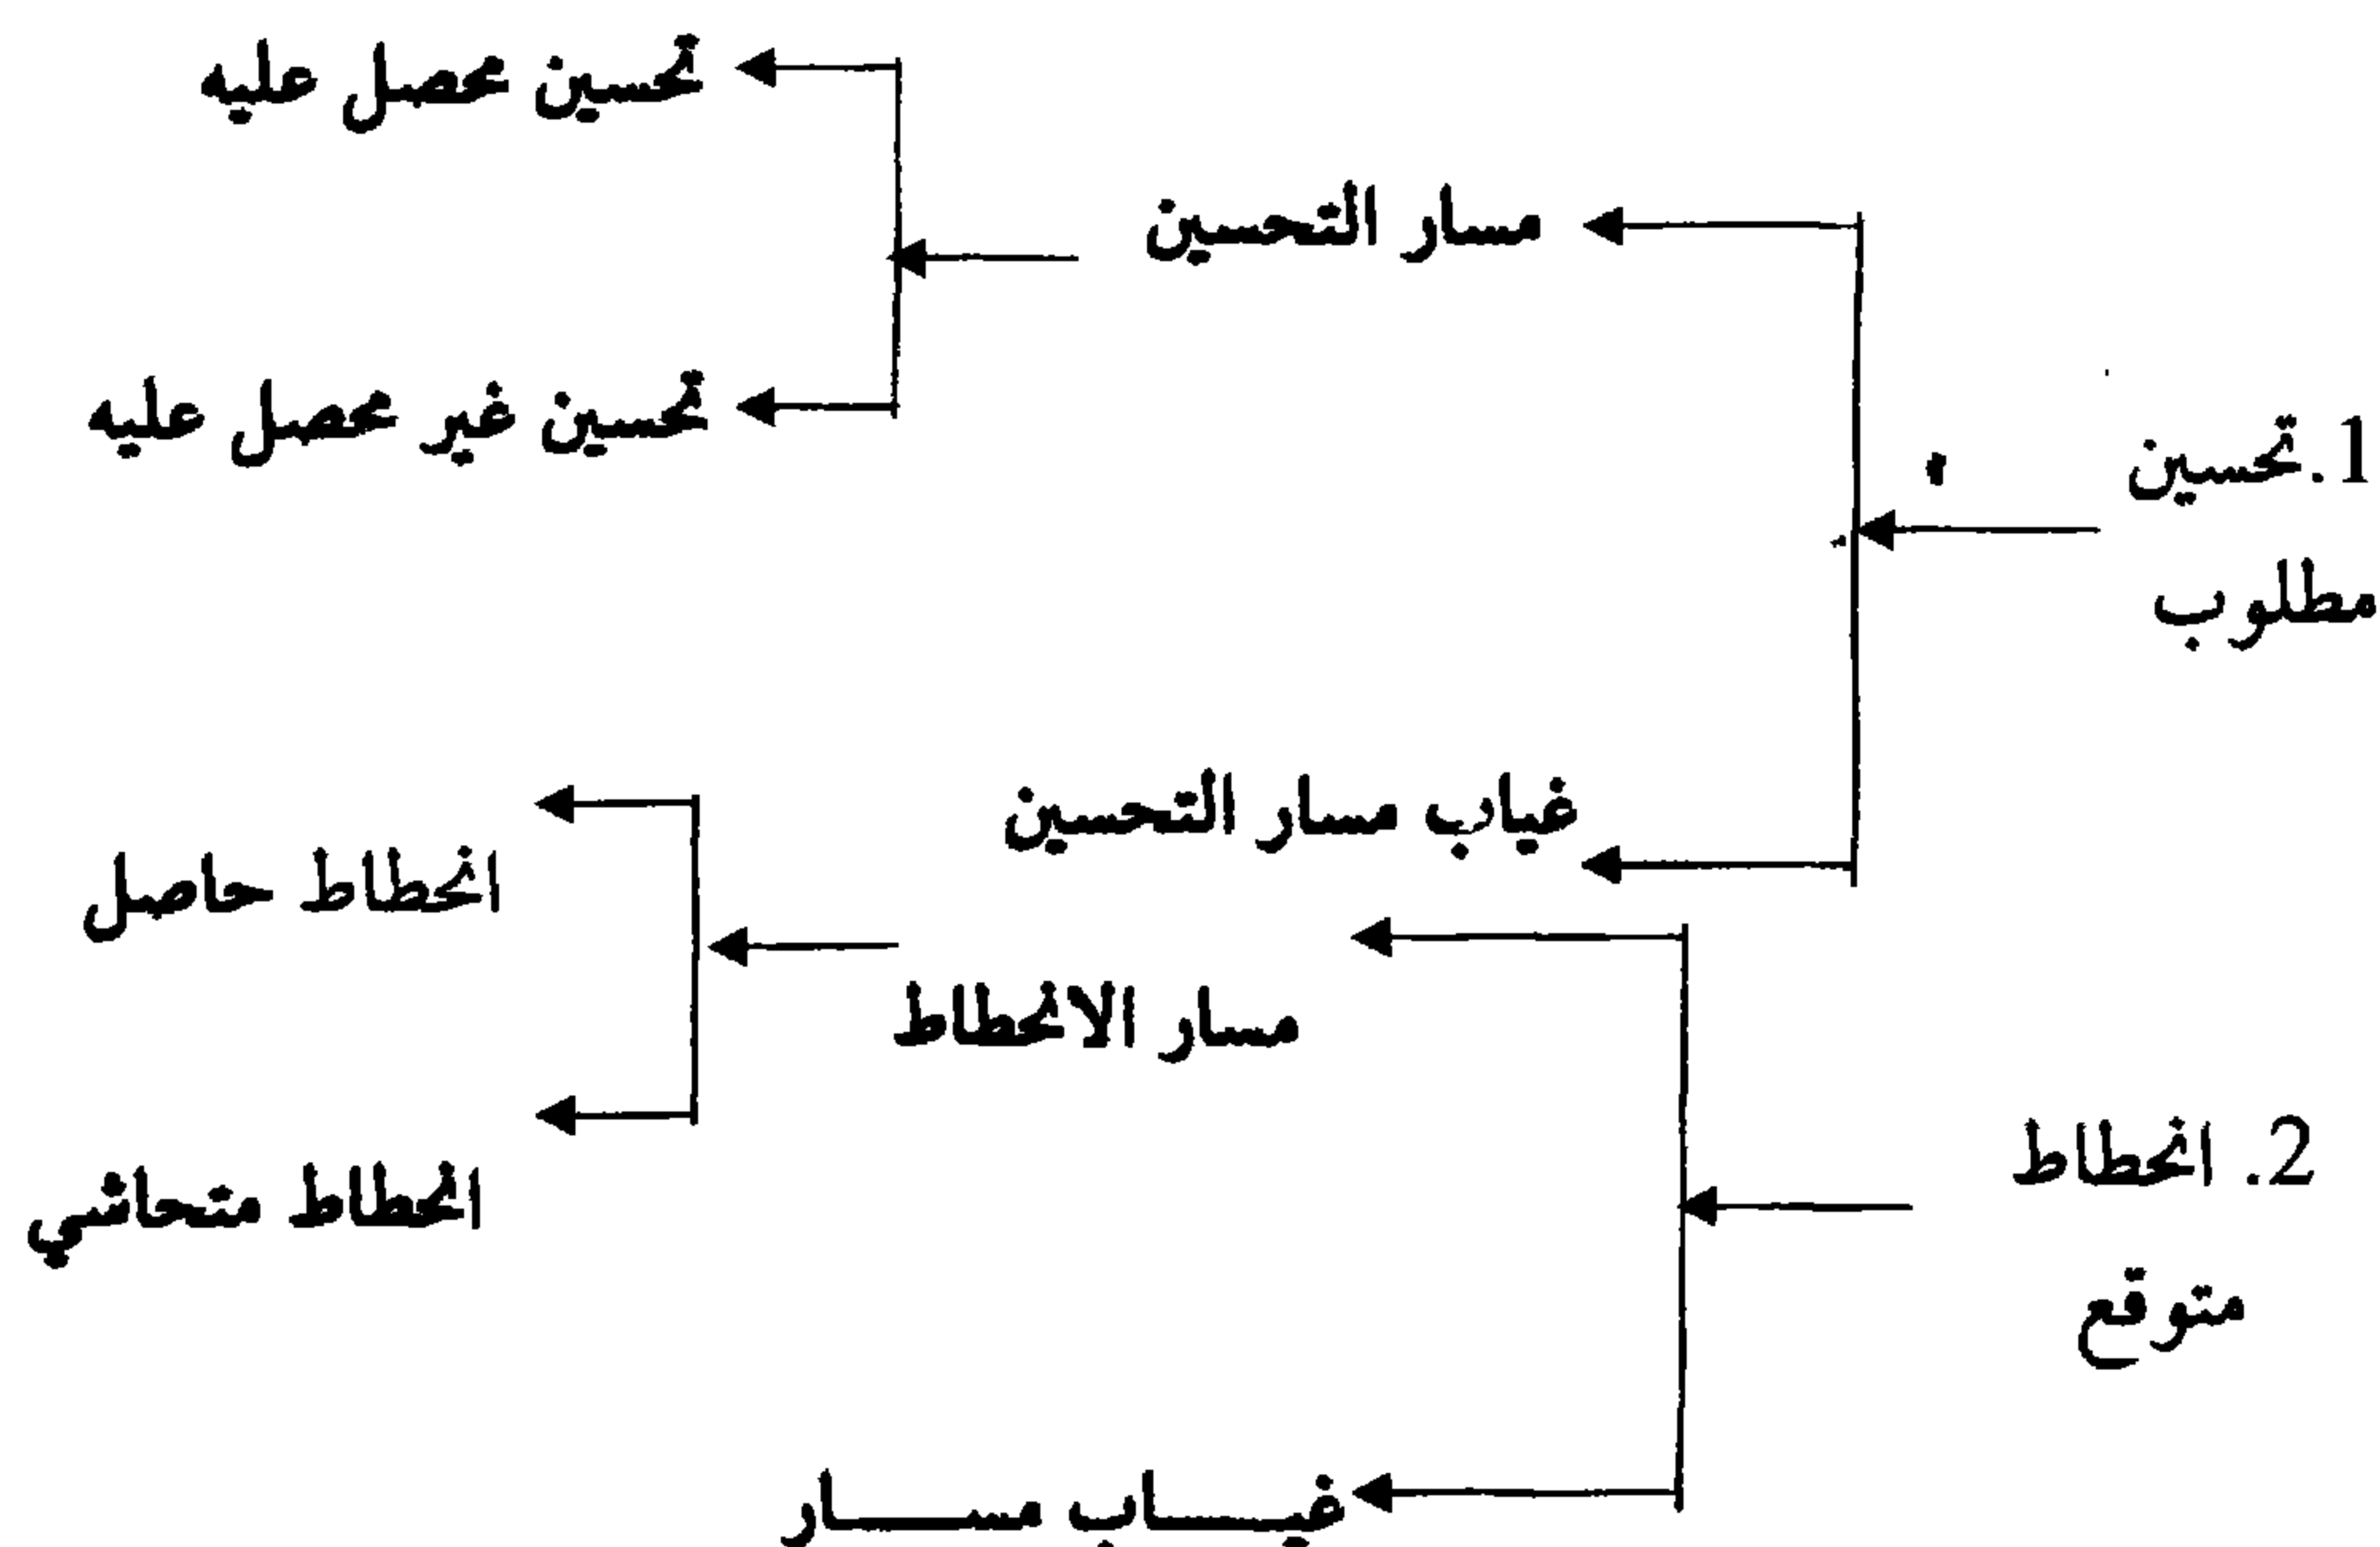 تحسين محصل عليه
مسار التحسين
تحسين غير محصل عليه
1.تحسين
مطلوب
غياب مسار التحسين
انحطاط حاصل
مسار الانحطاط
2. انحطاط
انحطاط متحاشي
متوقع
غيـــاب مســـار